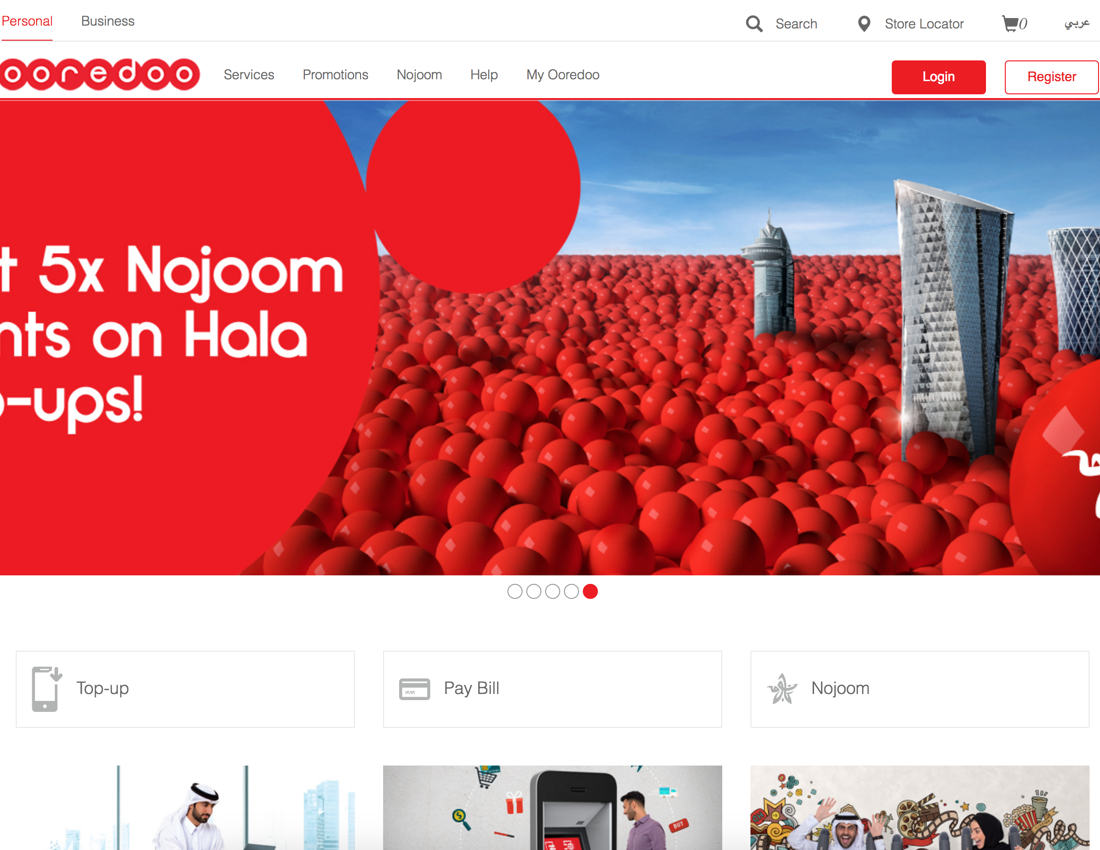 Personal Business
Search Store Locator 0 عربي
ooredoo Services Promotions Nojoom Help My Ooredoo Login Register
t 5x Nojoom
nts on Hala
-ups!
Top-up Pay Bill Nojoom
BUY